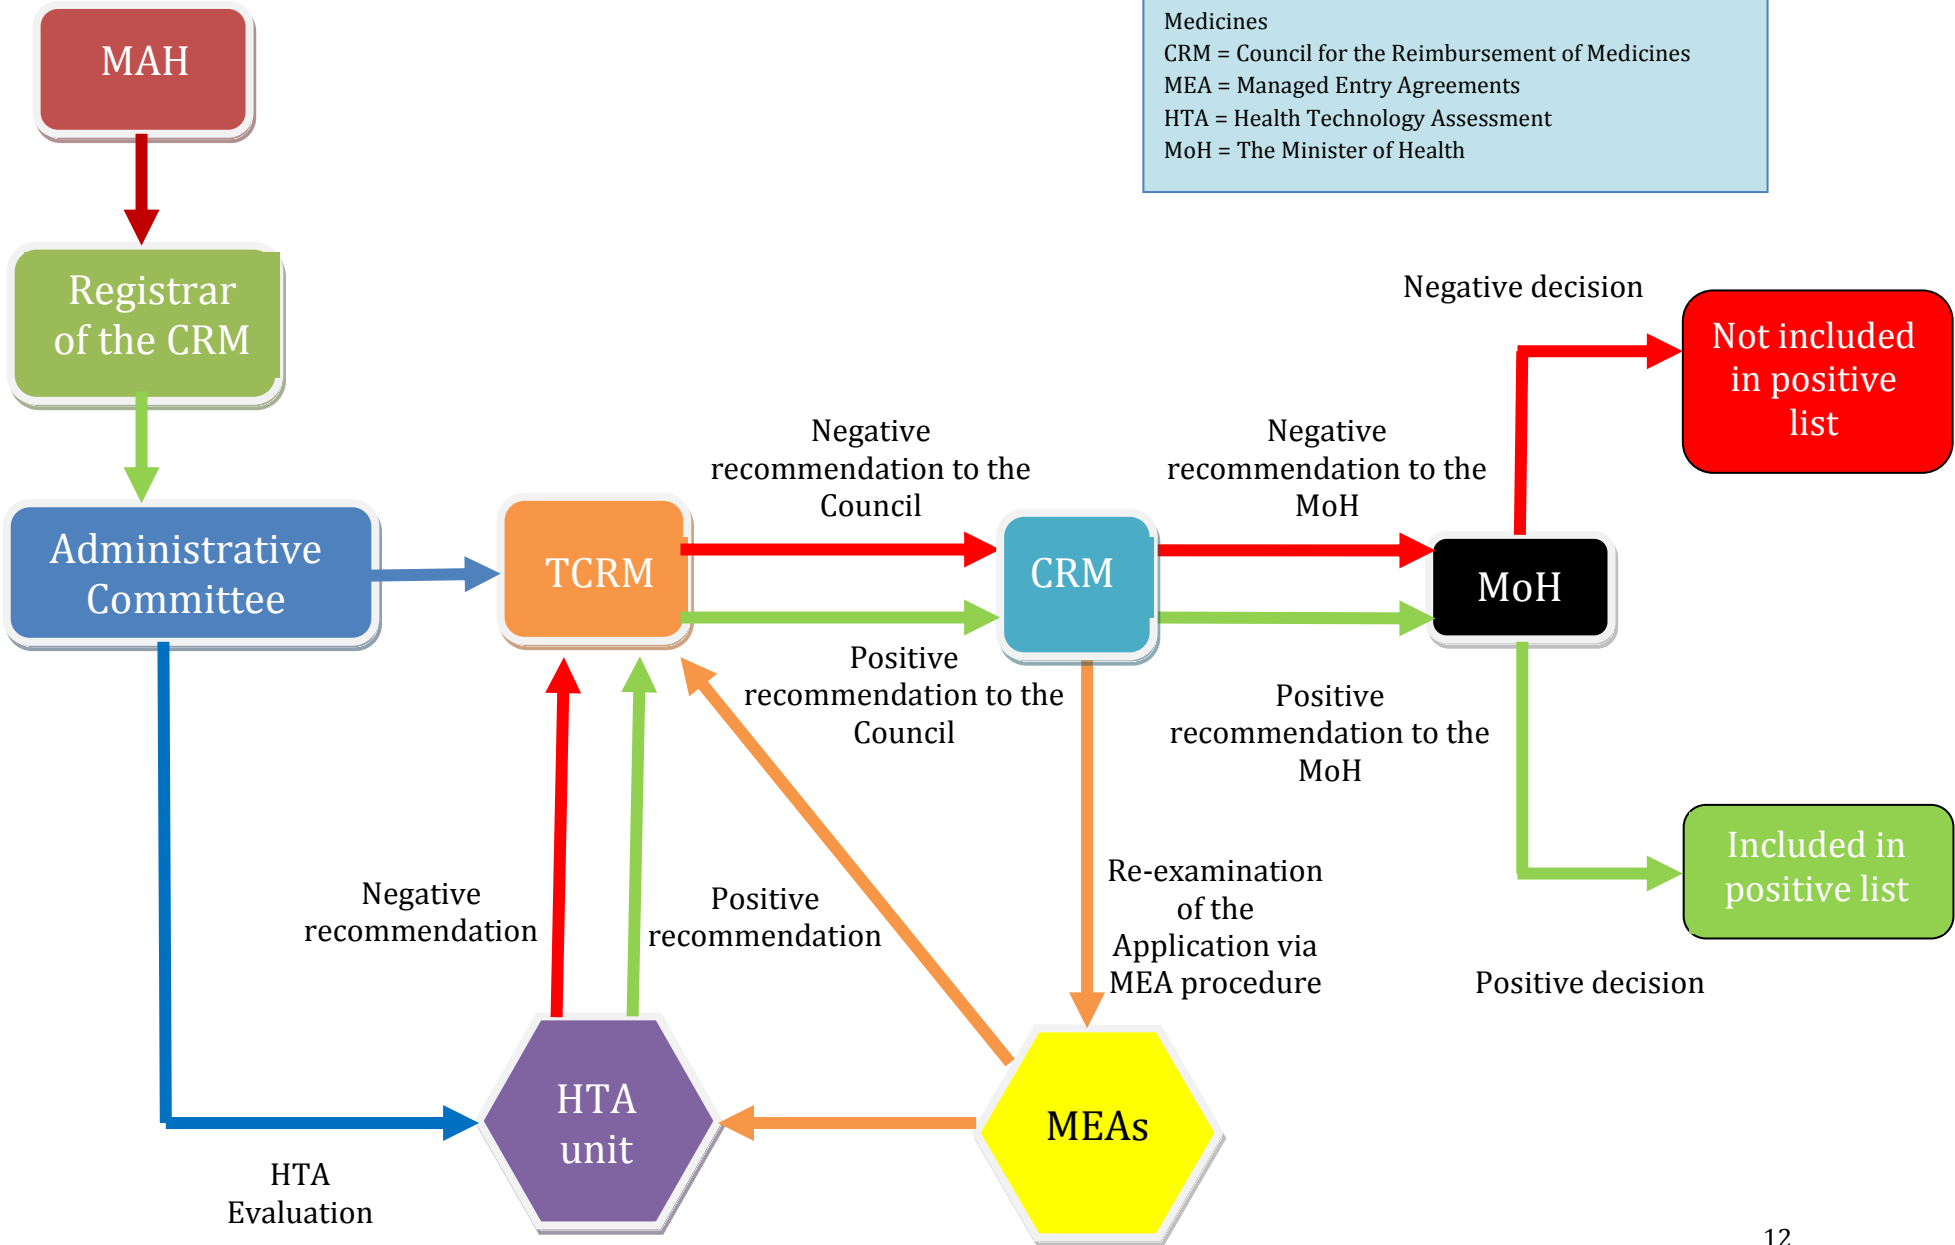 MAH
Medicines
CRM = Council for the Reimbursement of Medicines
MEA = Managed Entry Agreements
HTA = Health Technology Assessment
MoH = The Minister of Health
Registrar
of the CRM
Negative decision
Not included
in positive
list
Negative
recommendation to the
Council
Negative
recommendation to the
MoH
Administrative
Committee
TCRM
CRM
MoH
Positive
recommendation to the
Council
Positive
recommendation to the
MoH
Included in
positive list
Negative
recommendation
Positive
recommendation
Re-examination
of the
Application via
MEA procedure
Positive decision
HTA
unit
MEAs
HTA
Evaluation
12